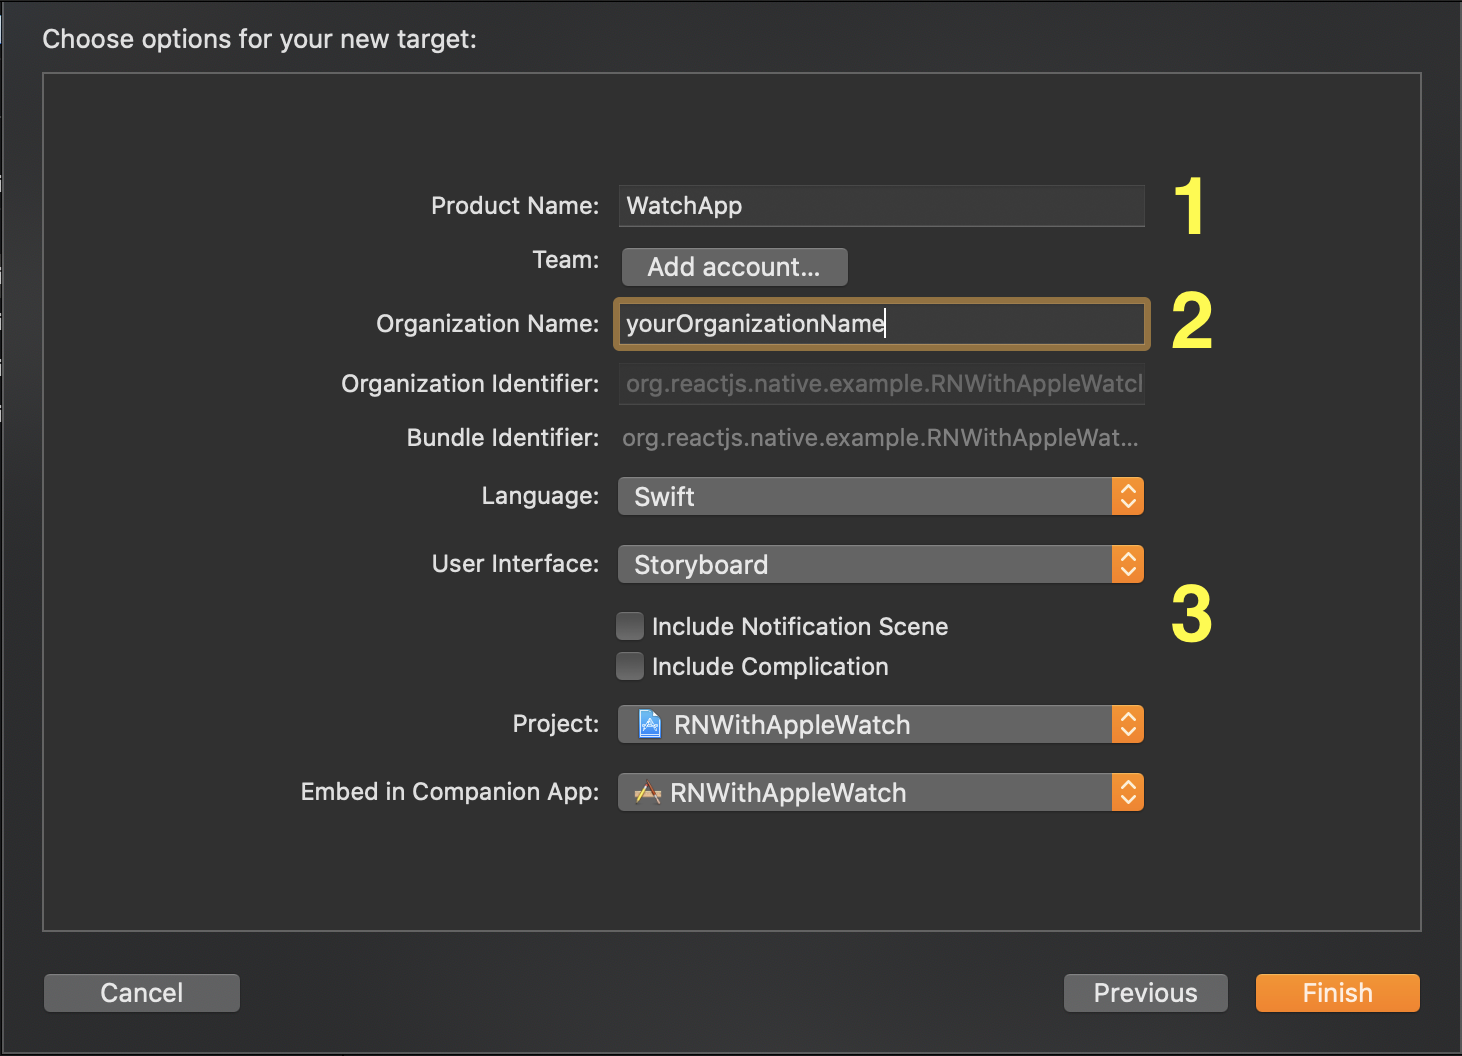 Choose options for your new target:
Product Name: WatchApp 1
Team: Add account...
Organization Name: yourOrganizationName 2
Organization Identifier: org.reactjs.native.example.RNWithAppleWatcl
Bundle Identifier: org.reactjs.native.example.RNWithAppleWat...
Language: Swift
User Interface: Storyboard
3
Include Notification Scene
Include Complication
Project: RNWithAppleWatch
Embed in Companion App: RNWithAppleWatch
Cancel Previous Finish